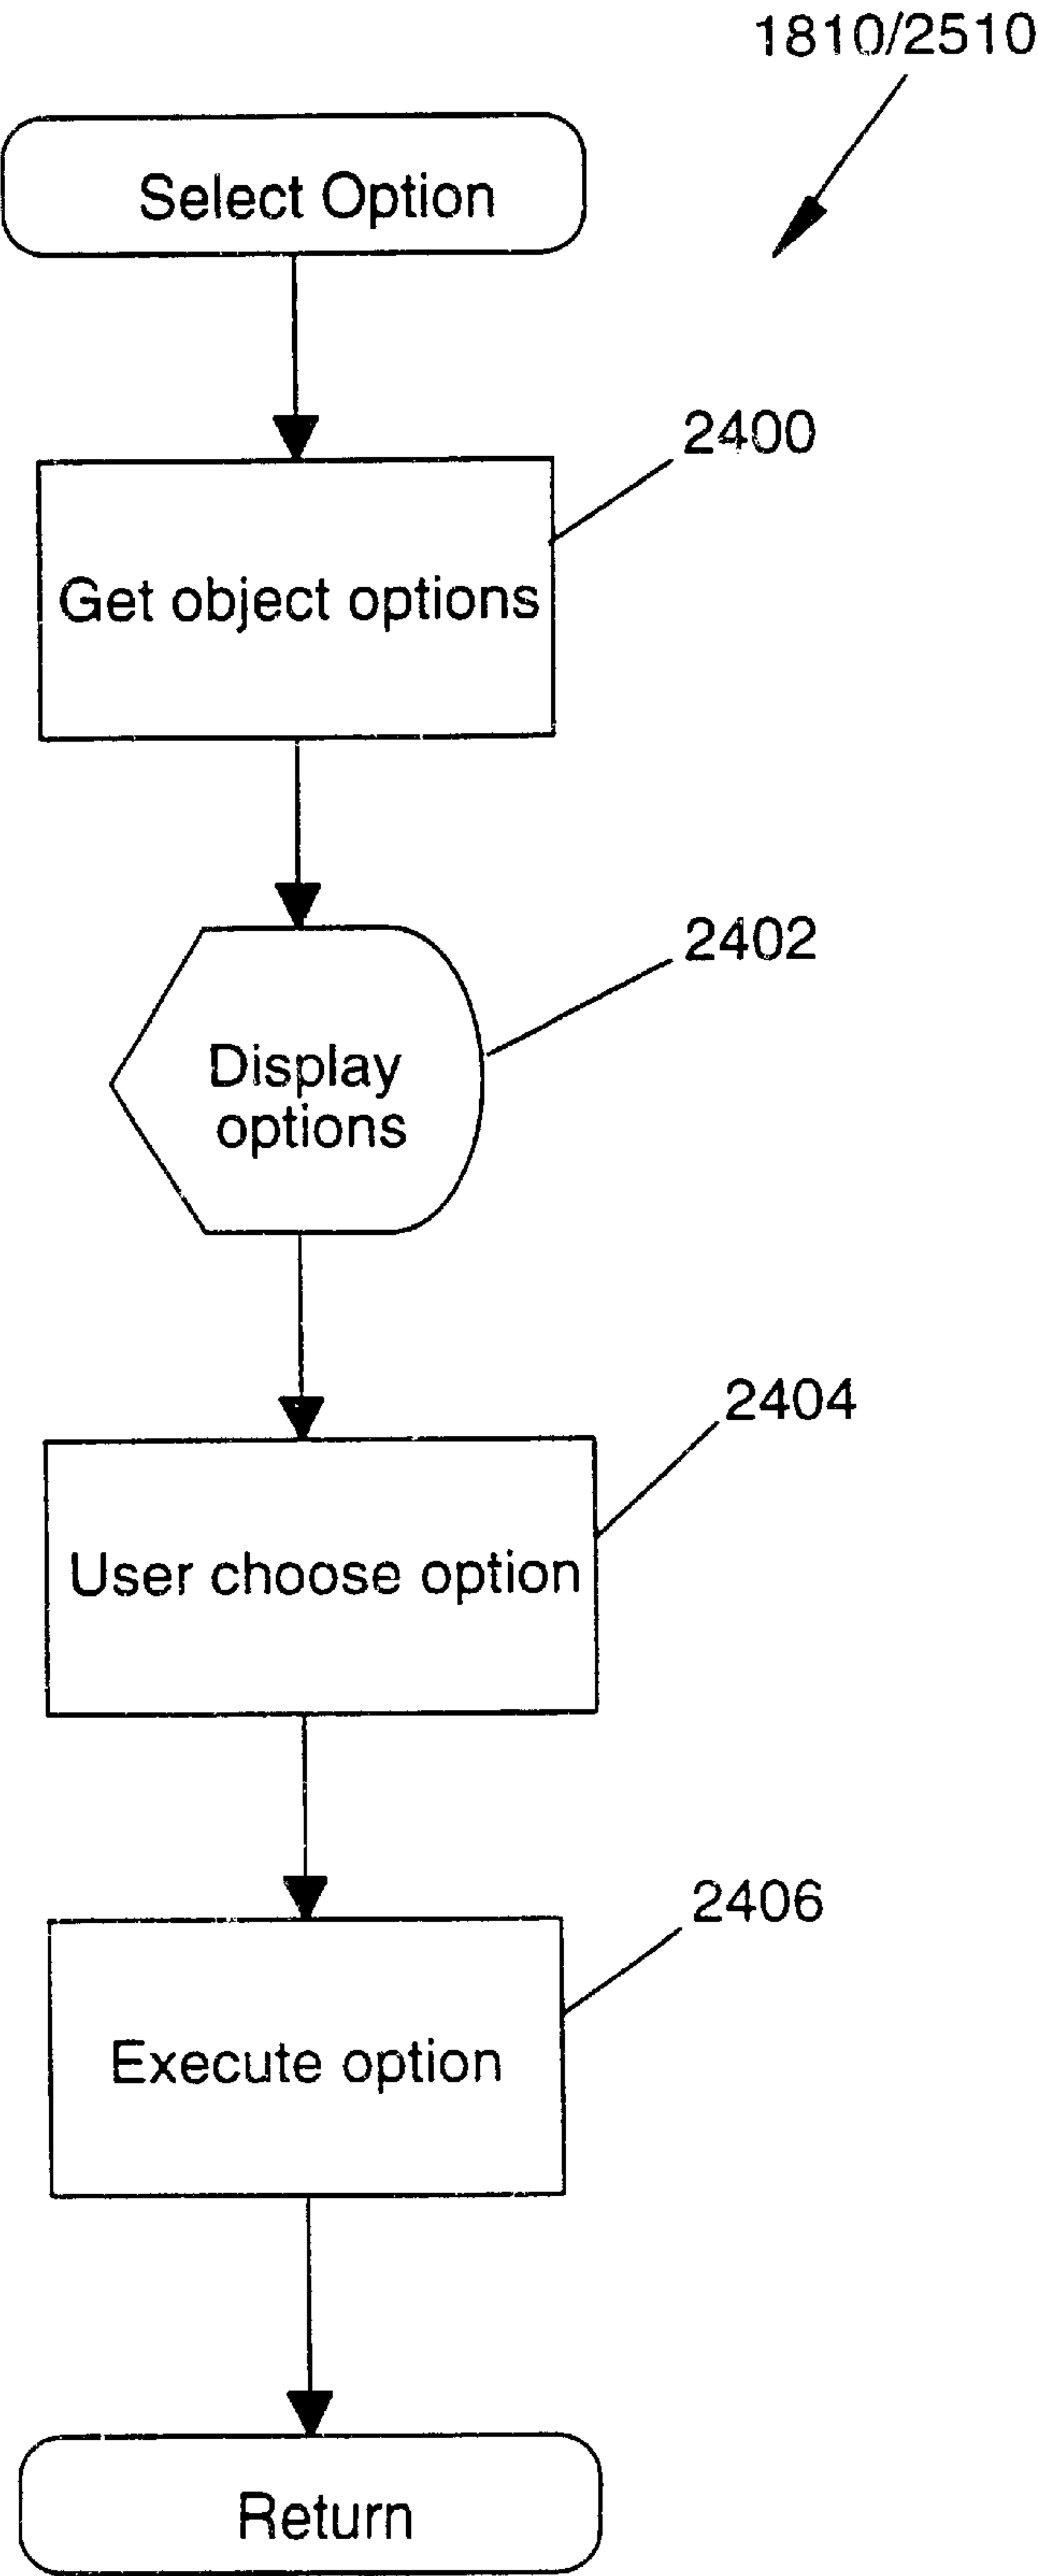 1810/2510
Select Option
2400
Get object options
2402
Display
options
2404
User choose option
2406
Execute option
Return